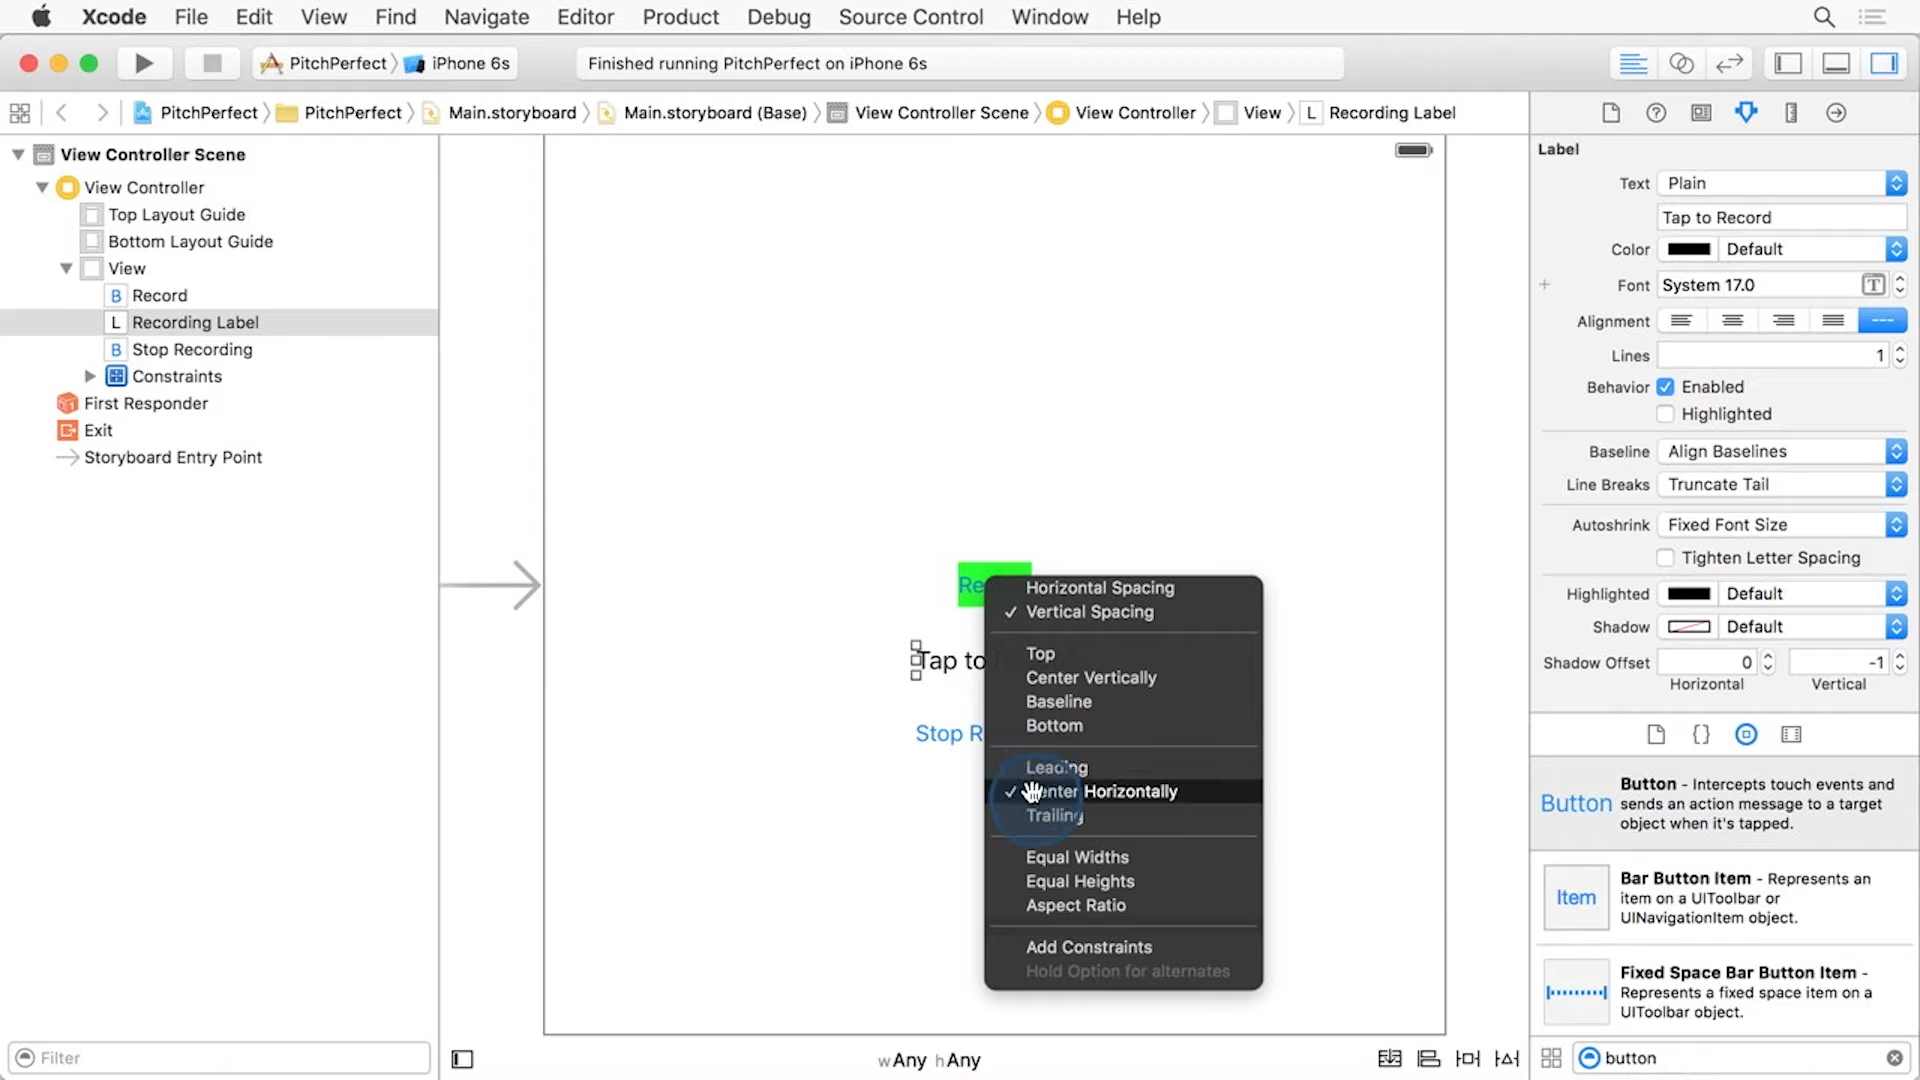 Xcode File Edit View Find Navigate Editor Product Debug Source Control Window Help
PitchPerfect iPhone 6s
Finished running PitchPerfect on iPhone 6s
PitchPerfect PitchPerfect Main.storyboard Main.storyboard (Base) View Controller Scene View Controller View L Recording Label
View Controller Scene
View Controller
Top Layout Guide
Bottom Layout Guide
View
B Record
L Recording Label
B Stop Recording
Constraints
First Responder
Exit
Storyboard Entry Point
Filter
Re
Tap to
Stop R
Horizontal Spacing
✓ Vertical Spacing
Top
Center Vertically
Baseline
Bottom
Leading
✓ Center Horizontally
Trailing
Equal Widths
Equal Heights
Aspect Ratio
Add Constraints
Hold Option for alternates
wAny hAny
Label
Text Plain
Tap to Record
Color Default
+ Font System 17.0 T
Alignment ---
Lines 1
Behavior Enabled
Highlighted
Baseline Align Baselines
Line Breaks Truncate Tail
Autoshrink Fixed Font Size
Tighten Letter Spacing
Highlighted Default
Shadow Default
Shadow Offset 0 -1
Horizontal Vertical
{}
Button
Button - Intercepts touch events and
sends an action message to a target
object when it's tapped.
Item
Bar Button Item - Represents an
item on a UIToolbar or
UINavigationItem object.
Fixed Space Bar Button Item -
Represents a fixed space item on a
UIToolbar object.
button